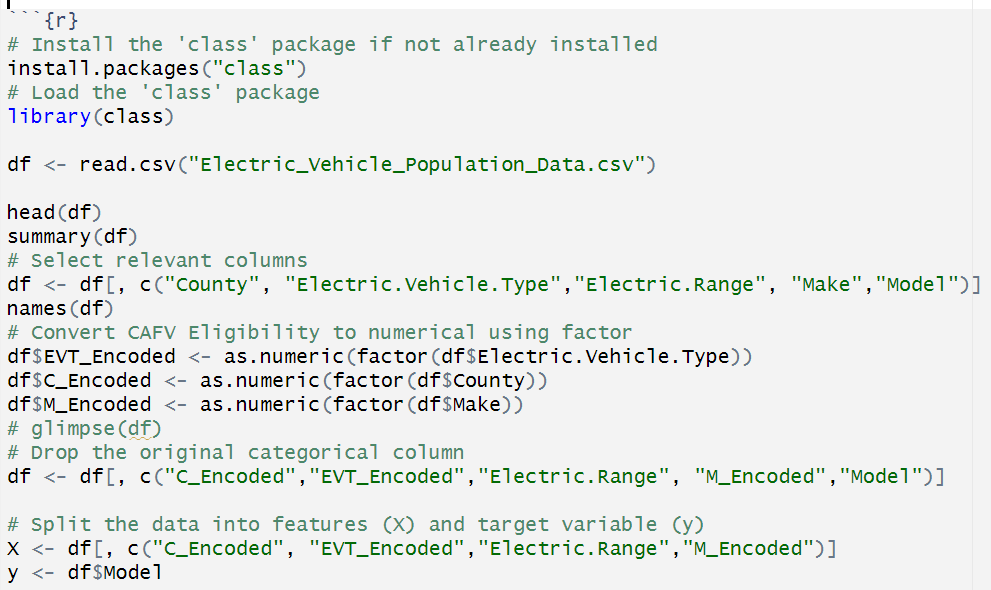 ```{r}
# Install the 'class' package if not already installed
install.packages("class")
# Load the 'class' package
library(class)
df <- read.csv("Electric_Vehicle_Population_Data.csv")
head(df)
summary(df)
# Select relevant columns
df <- df[, c("County", "Electric.Vehicle.Type","Electric.Range", "Make","Model")]
names(df)
# Convert CAFV Eligibility to numerical using factor
df$EVT_Encoded <- as.numeric(factor(df$Electric.Vehicle.Type))
df$C_Encoded <- as.numeric(factor(df$County))
df$M_Encoded <- as.numeric(factor(df$Make))
# glimpse(df)
# Drop the original categorical column
df <- df[, c("C_Encoded","EVT_Encoded","Electric.Range", "M_Encoded","Model")]
# Split the data into features (X) and target variable (y)
X <- df[, c("C_Encoded", "EVT_Encoded","Electric.Range","M_Encoded")]
y <- df$Model